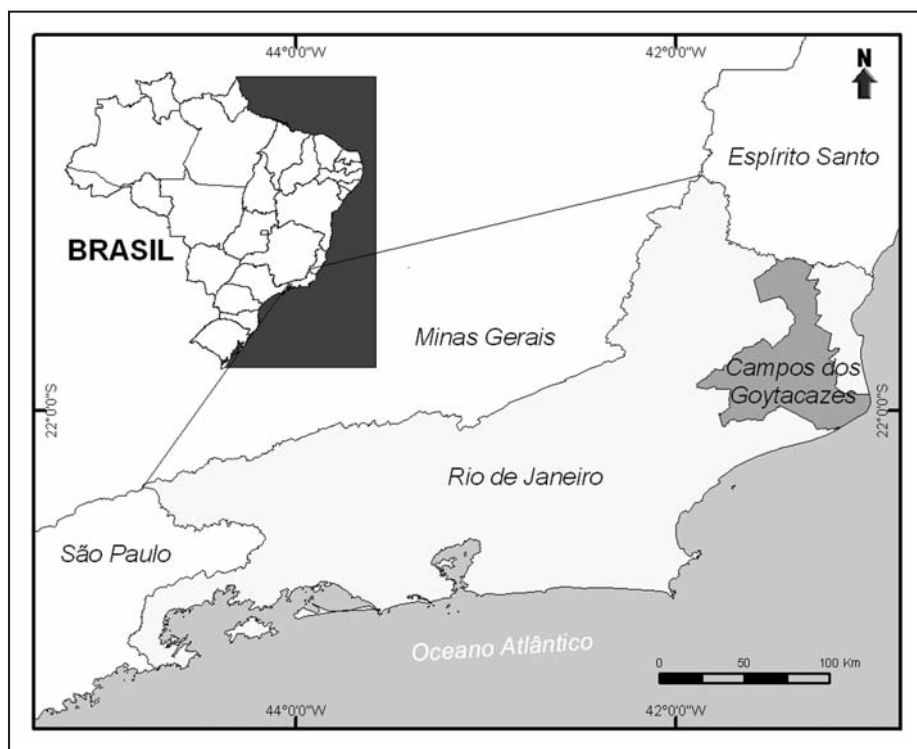 44°0'0"W
42°0'0"W
N
Espírito Santo
BRASIL
Minas Gerais
Campos dos
Goytacazes
22°0'0"S
22°0'0"S
Rio de Janeiro
São Paulo
Oceano Atlântico
0 50 100 Km
44°0'0"W
42°0'0"W